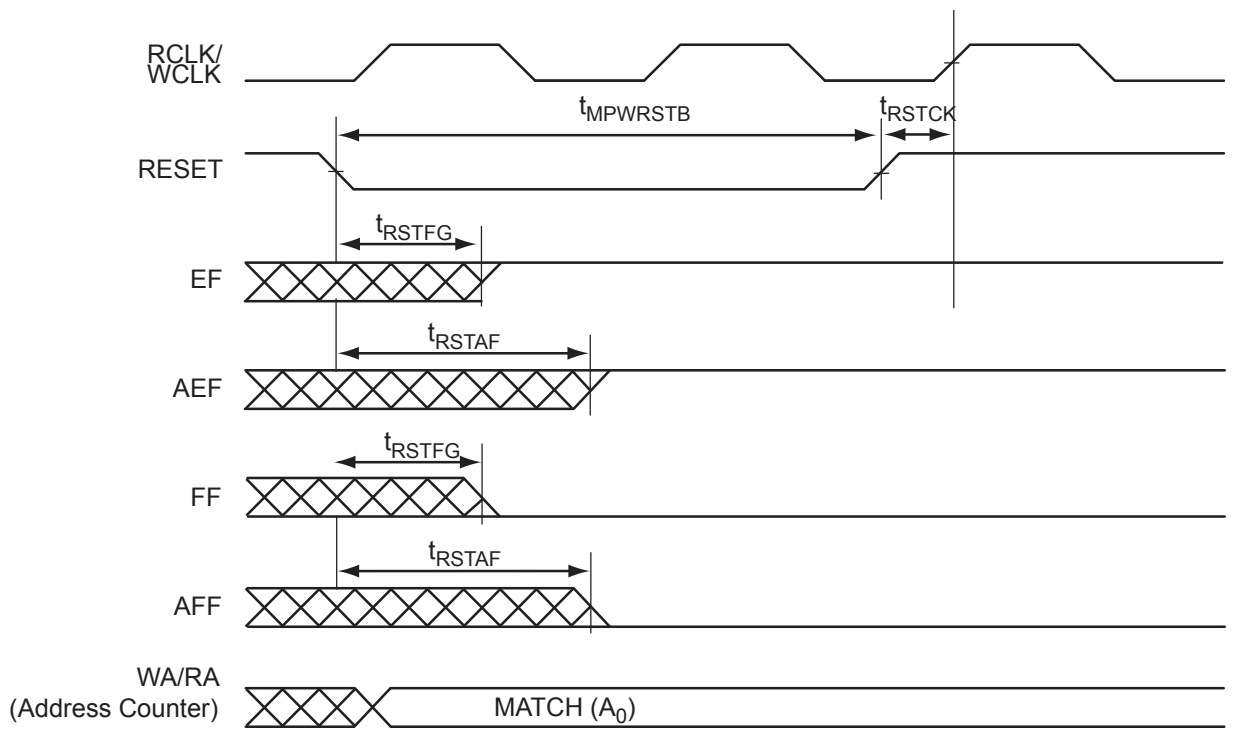 RCLK/
WCLK
tMPWRSTB
tRSTCK
RESET
tRSTFG
EF
tRSTAF
AEF
tRSTFG
FF
tRSTAF
AFF
WA/RA
(Address Counter)
MATCH (A0)